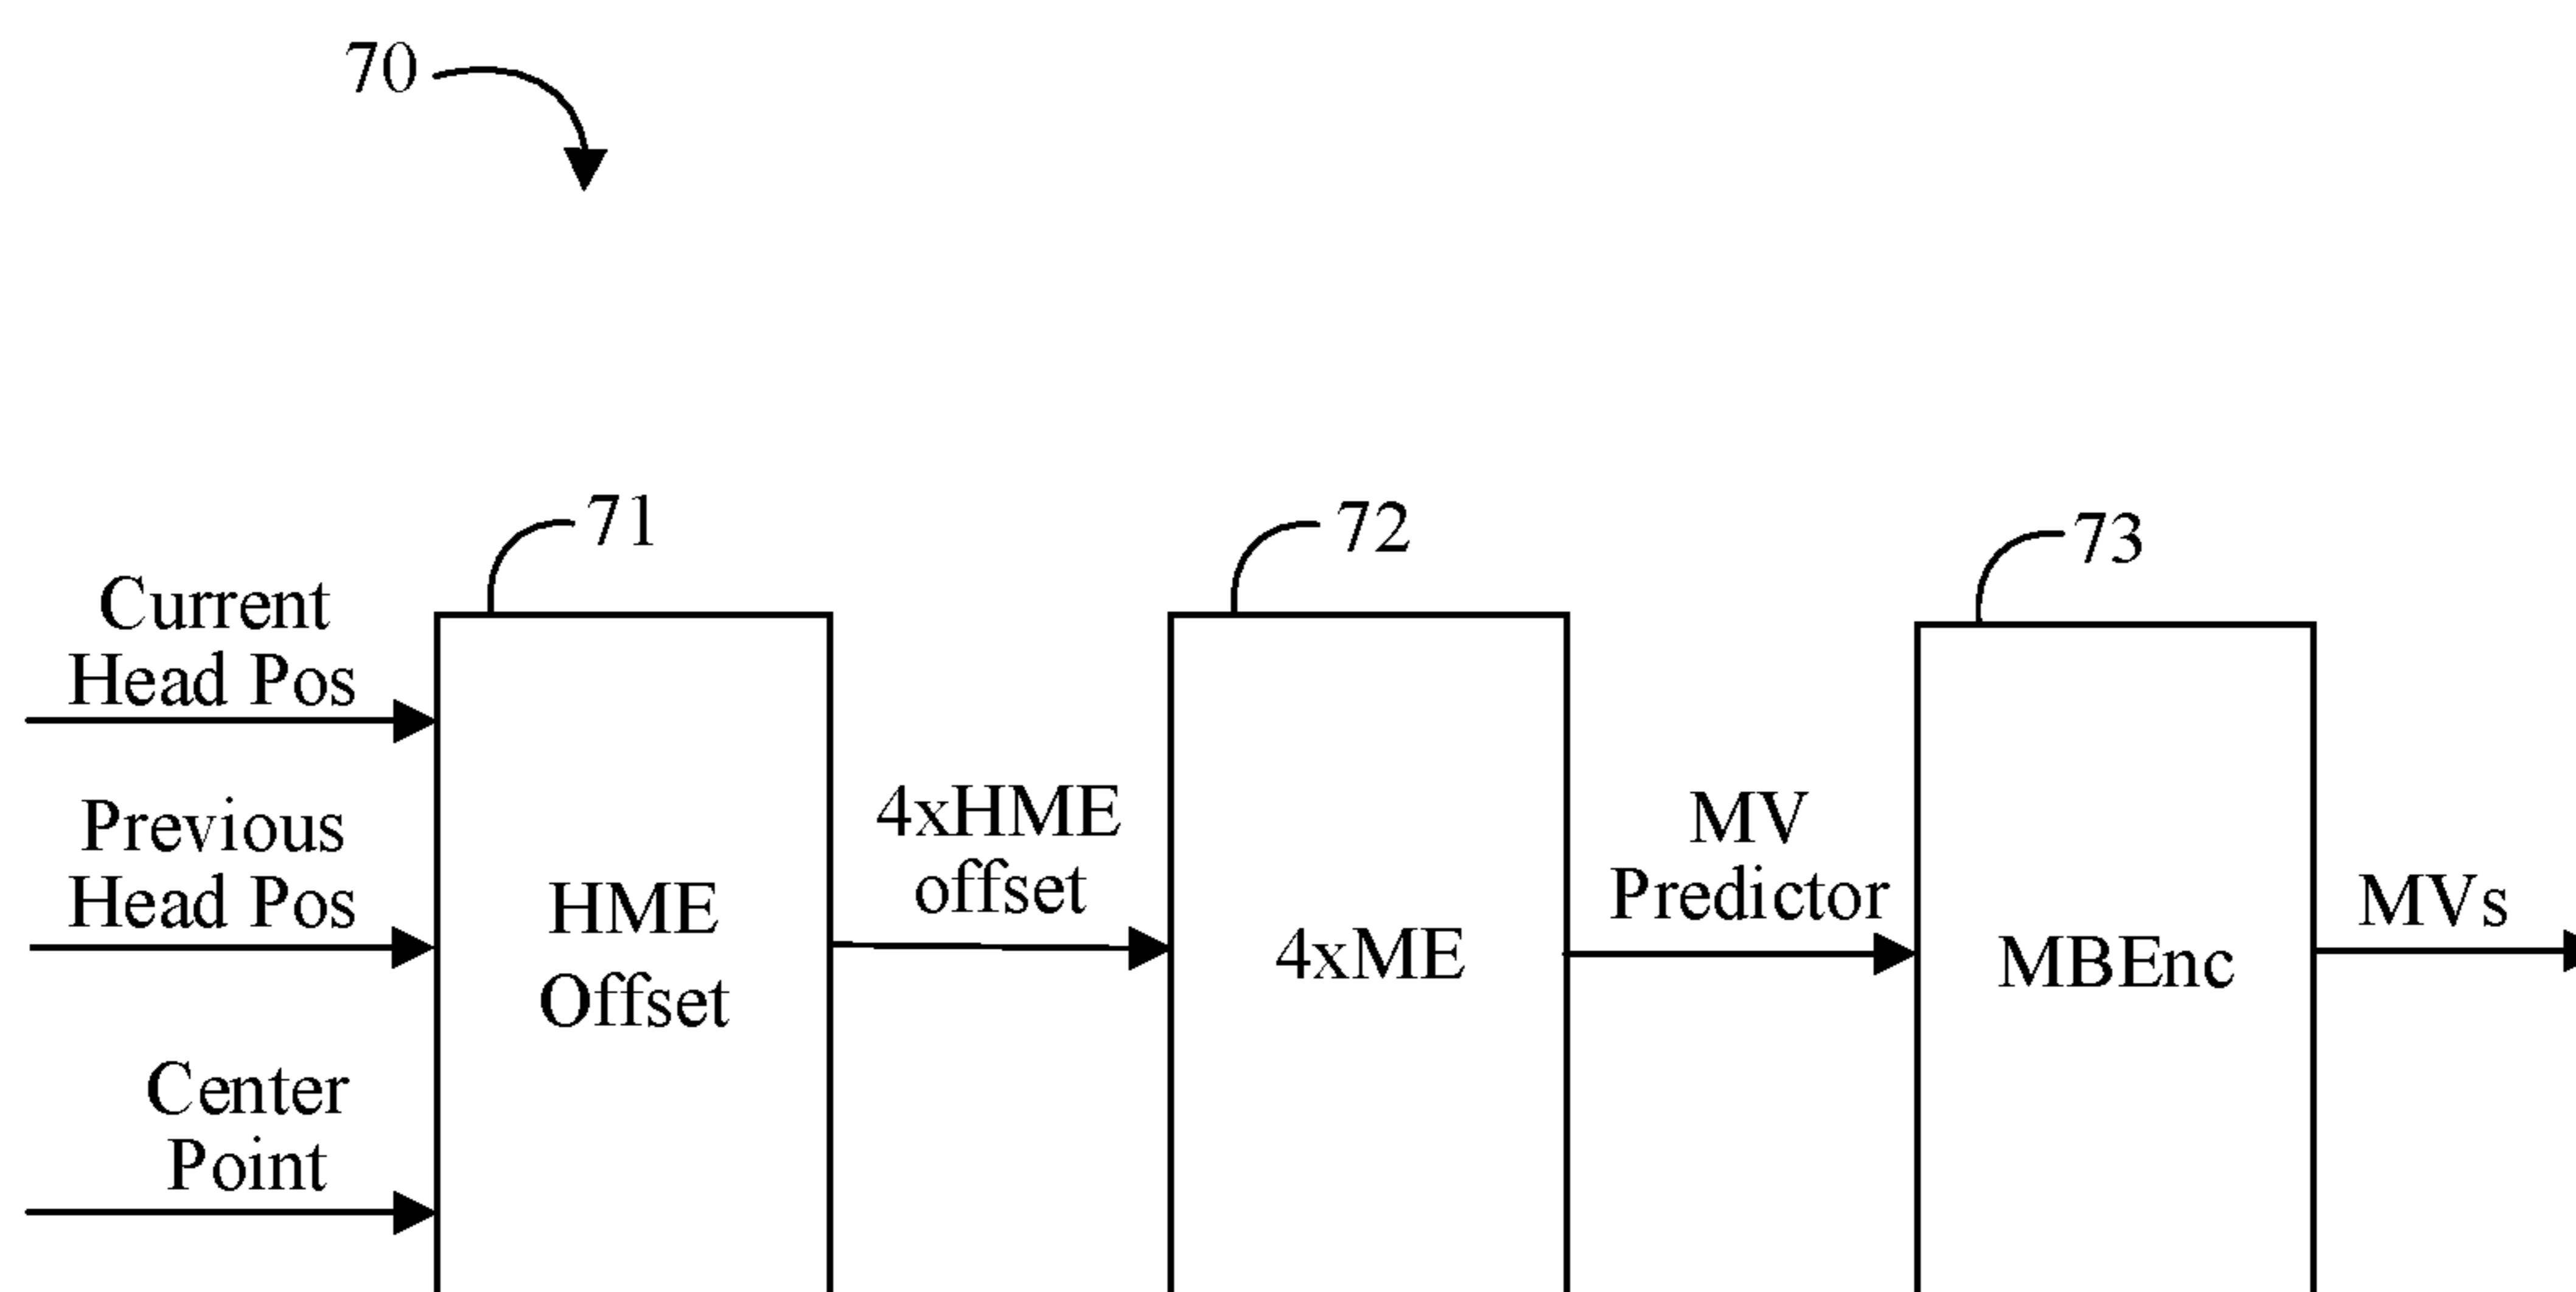 70
71
72
73
Current
Head Pos
Previous
Head Pos
Center
Point
HME
Offset
4xHME
offset
4xME
MV
Predictor
MBEnc
MVs